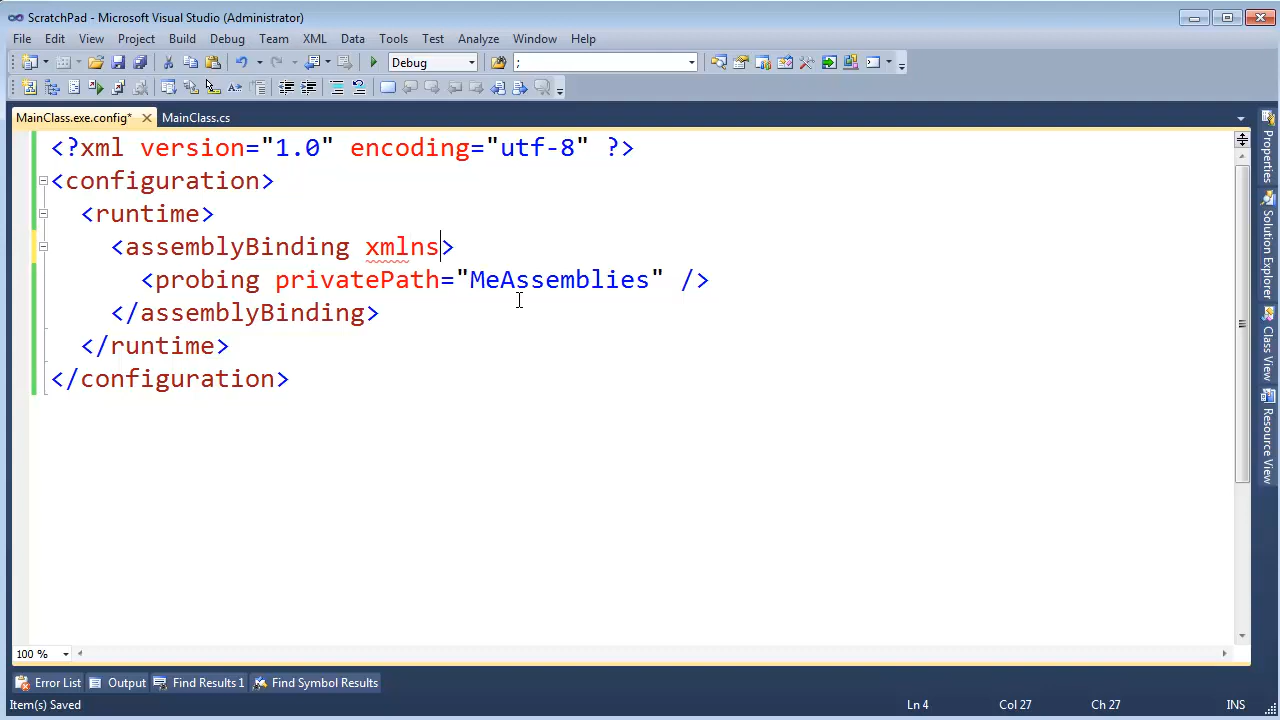 ScratchPad - Microsoft Visual Studio (Administrator)
File Edit View Project Build Debug Team XML Data Tools Test Analyze Window Help
Debug ;
MainClass.exe.config* MainClass.cs
<?xml version="1.0" encoding="utf-8" ?>
<configuration>
<runtime>
<assemblyBinding xmlns>
<probing privatePath="MeAssemblies" />
</assemblyBinding>
</runtime>
</configuration>
Properties
Solution Explorer
Class View
Resource View
100 %
Error List Output Find Results 1 Find Symbol Results
Item(s) Saved Ln 4 Col 27 Ch 27 INS